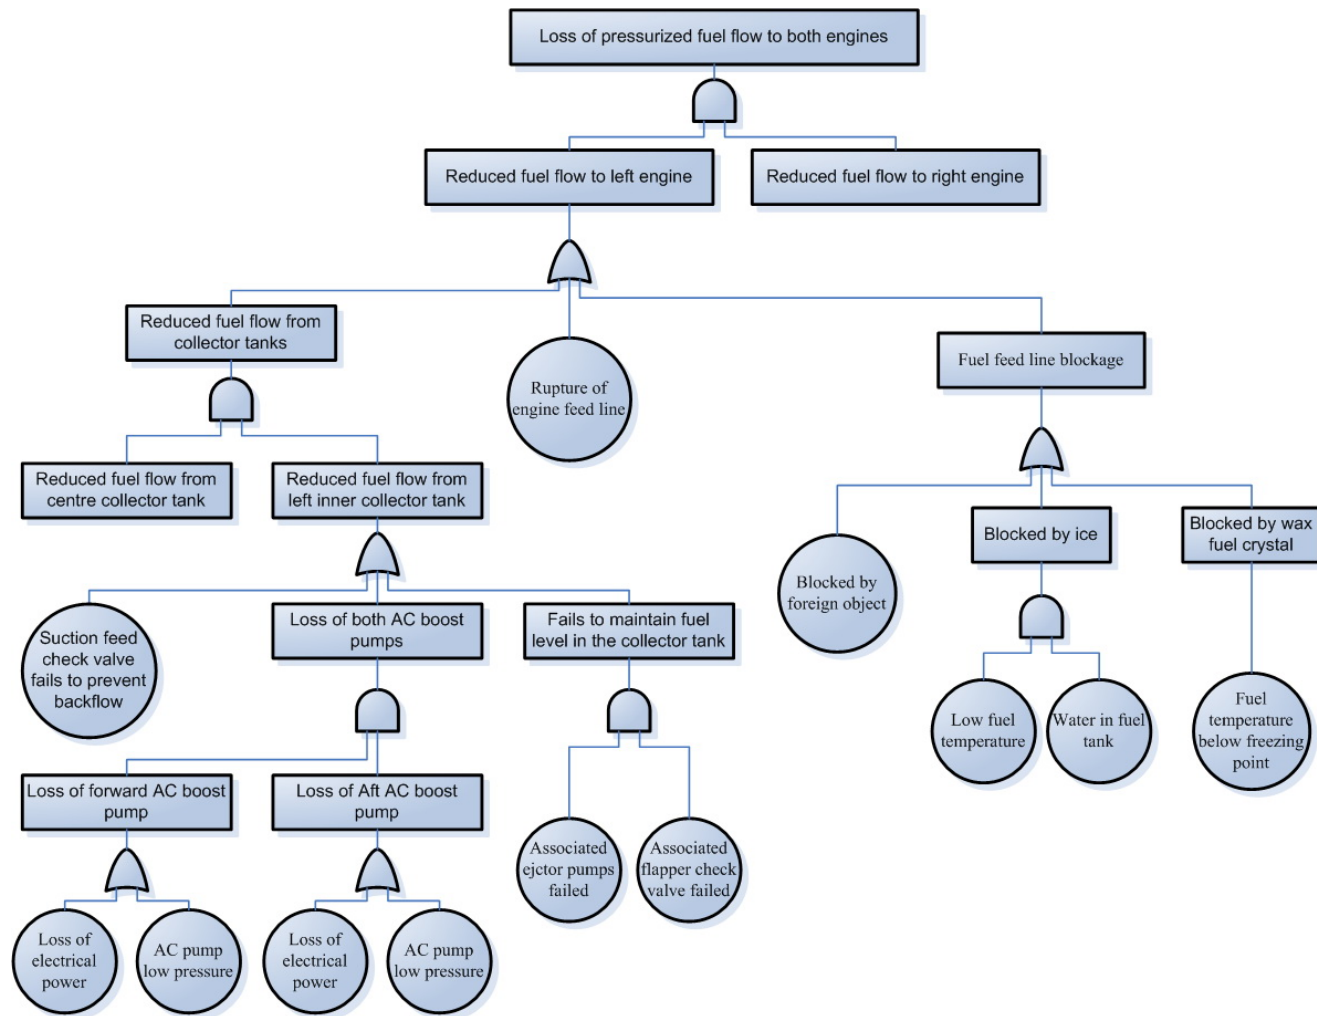 Loss of pressurized fuel flow to both engines
Reduced fuel flow to left engine
Reduced fuel flow to right engine
Reduced fuel flow from
collector tanks
Rupture of
engine feed line
Fuel feed line blockage
Reduced fuel flow from
centre collector tank
Reduced fuel flow from
left inner collector tank
Blocked by
foreign object
Blocked by ice
Blocked by wax
fuel crystal
Suction feed
check valve
fails to prevent
backflow
Loss of both AC boost
pumps
Fails to maintain fuel
level in the collector tank
Low fuel
temperature
Water in fuel
tank
Fuel
temperature
below freezing
point
Loss of forward AC boost
pump
Loss of Aft AC boost
pump
Associated
ejctor pumps
failed
Associated
flapper check
valve failed
Loss of
electrical
power
AC pump
low pressure
Loss of
electrical
power
AC pump
low pressure